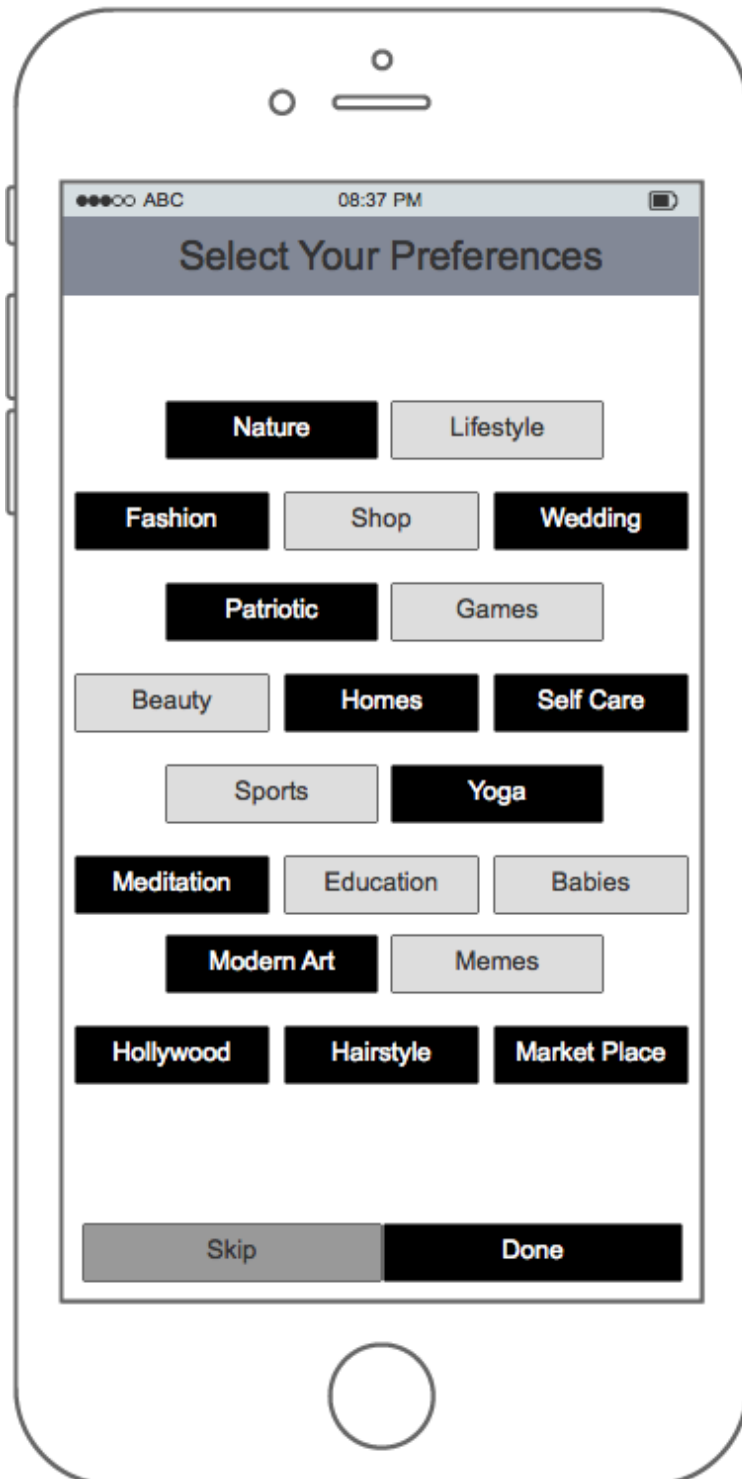 ABC 08:37 PM
Select Your Preferences
Nature Lifestyle
Fashion Shop Wedding
Patriotic Games
Beauty Homes Self Care
Sports Yoga
Meditation Education Babies
Modern Art Memes
Hollywood Hairstyle Market Place
Skip Done